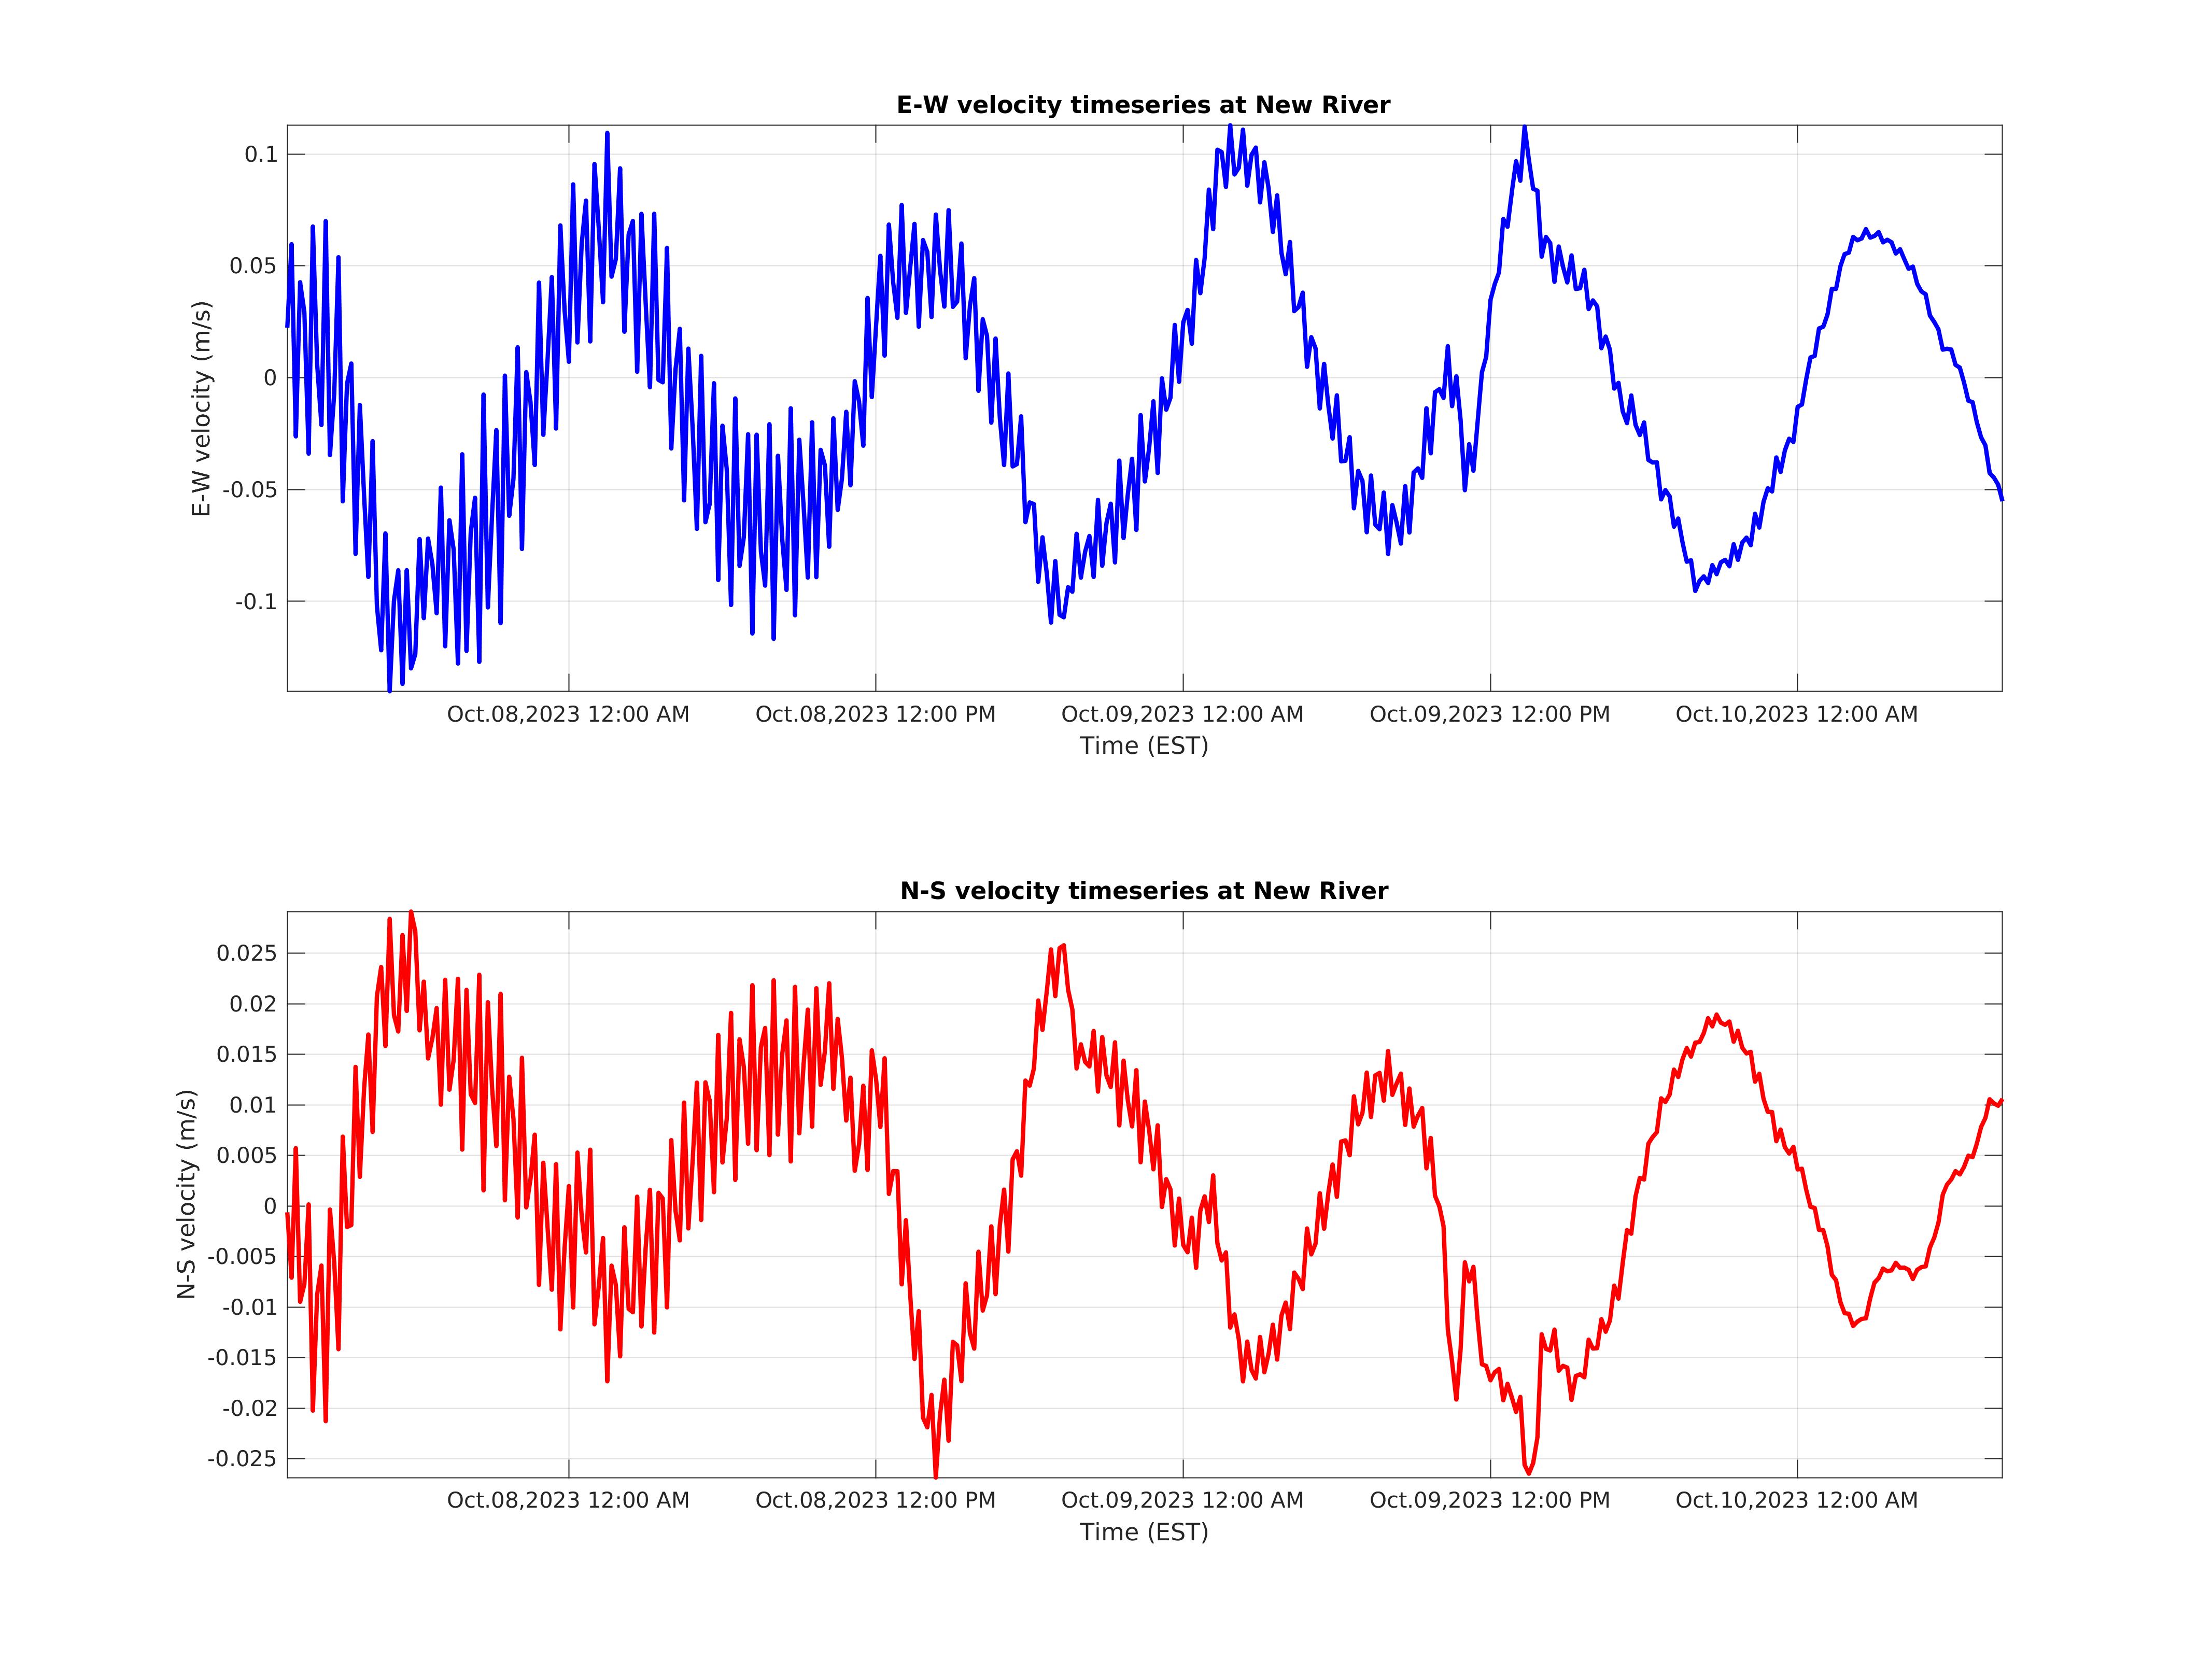 E-W velocity timeseries at New River
E-W velocity (m/s)
0.1
0.05
0
-0.05
-0.1
Oct.08,2023 12:00 AM
Oct.08,2023 12:00 PM
Oct.09,2023 12:00 AM
Oct.09,2023 12:00 PM
Oct.10,2023 12:00 AM
Time (EST)
N-S velocity timeseries at New River
N-S velocity (m/s)
0.025
0.02
0.015
0.01
0.005
0
-0.005
-0.01
-0.015
-0.02
-0.025
Oct.08,2023 12:00 AM
Oct.08,2023 12:00 PM
Oct.09,2023 12:00 AM
Oct.09,2023 12:00 PM
Oct.10,2023 12:00 AM
Time (EST)